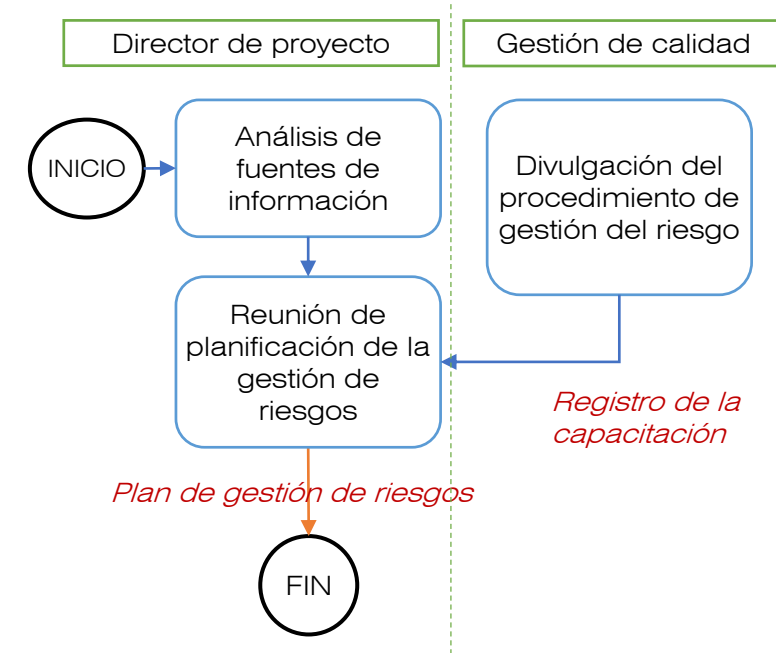 Director de proyecto
Gestión de calidad
INICIO
Análisis de
fuentes de
información
Divulgación del
procedimiento de
gestión del riesgo
Reunión de
planificación de la
gestión de
riesgos
Registro de la
capacitación
Plan de gestión de riesgos
FIN